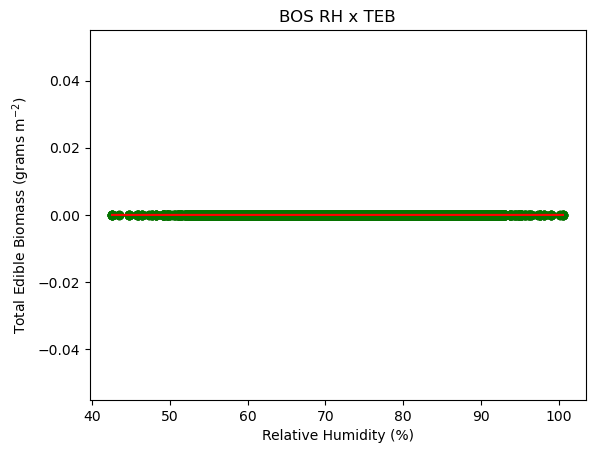 BOS RH x TEB
Total Edible Biomass (grams m⁻²)
0.04
0.02
0.00
−0.02
−0.04
40 50 60 70 80 90 100
Relative Humidity (%)